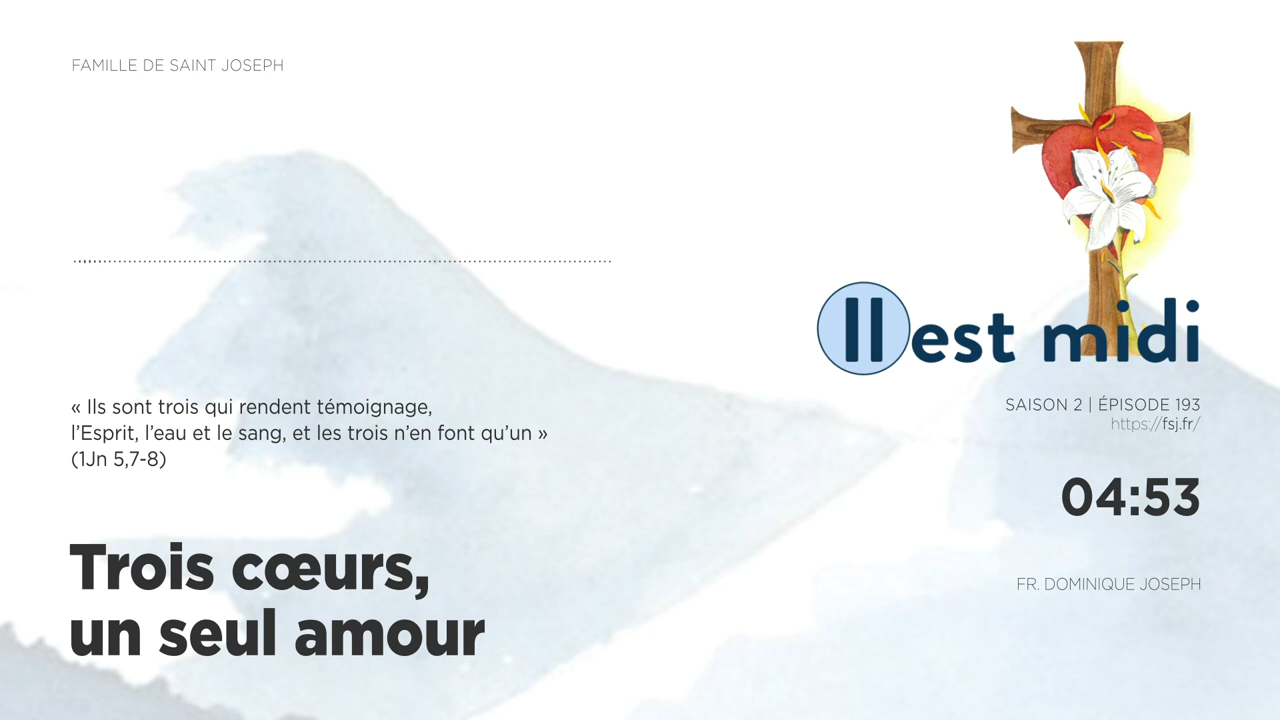 FAMILLE DE SAINT JOSEPH
Il est midi
SAISON 2 | ÉPISODE 193
https://fsj.fr/
« Ils sont trois qui rendent témoignage,
l’Esprit, l’eau et le sang, et les trois n’en font qu’un »
(1Jn 5,7-8)
04:53
Trois cœurs,
un seul amour
FR. DOMINIQUE JOSEPH